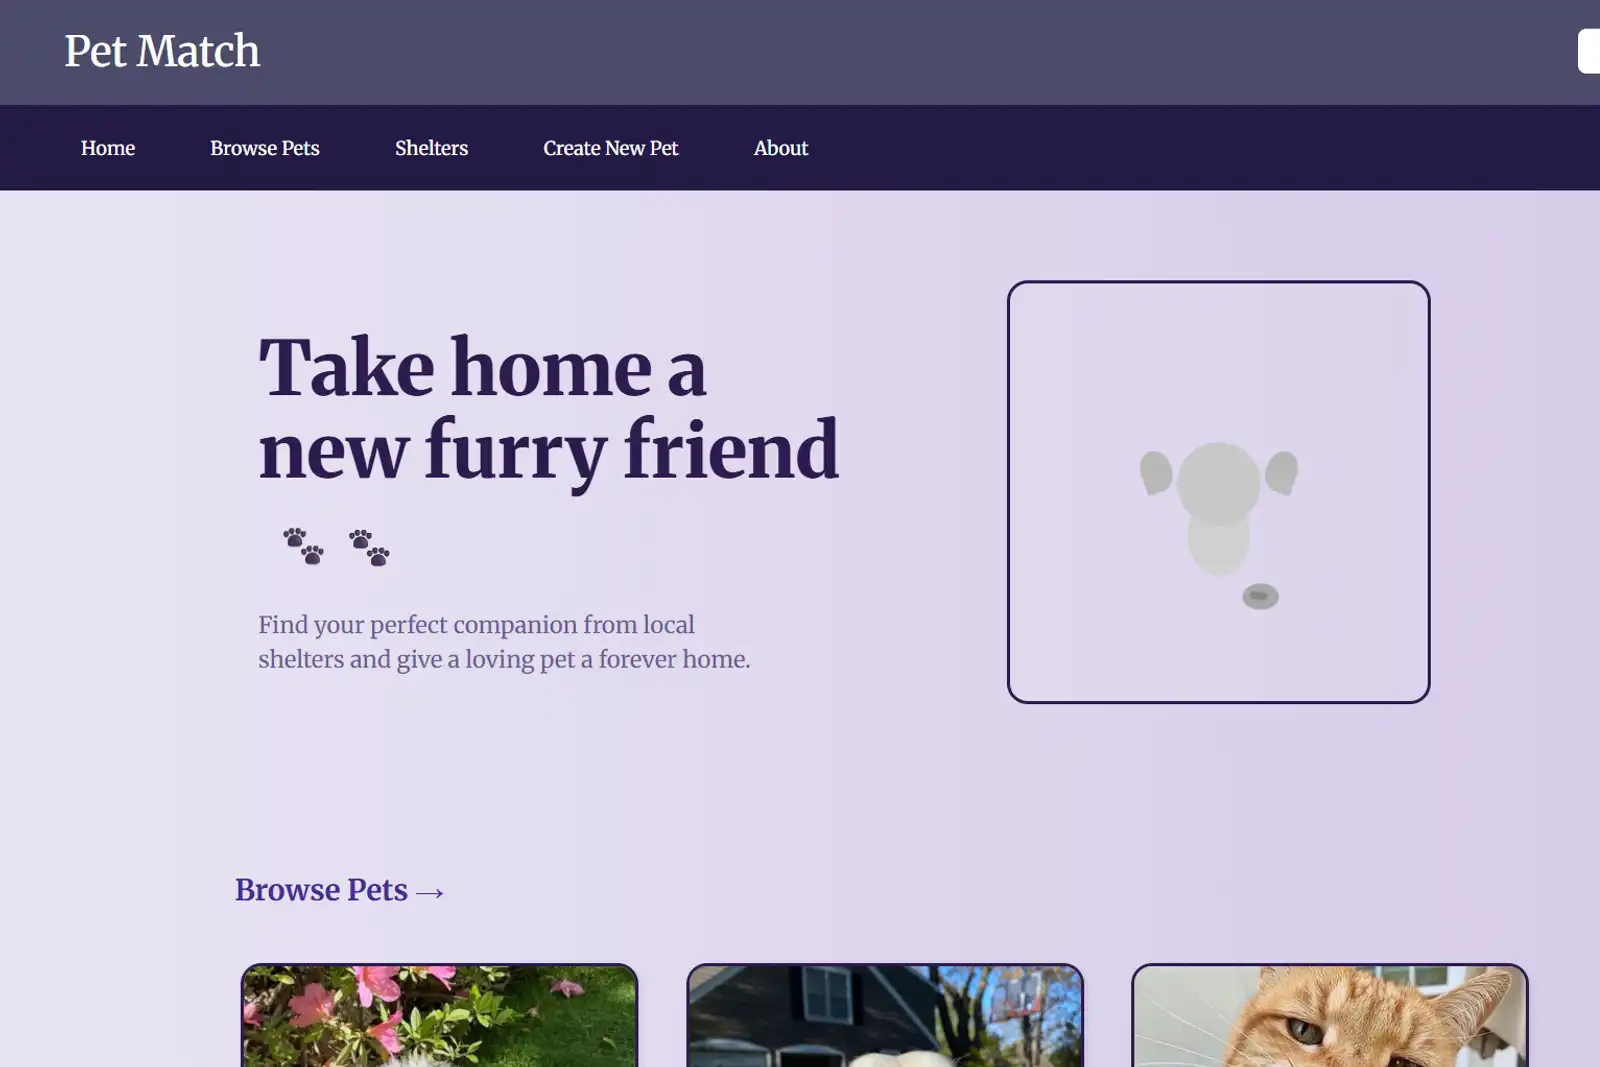 Pet Match
Home Browse Pets Shelters Create New Pet About
Take home a
new furry friend
Find your perfect companion from local
shelters and give a loving pet a forever home.
Browse Pets →